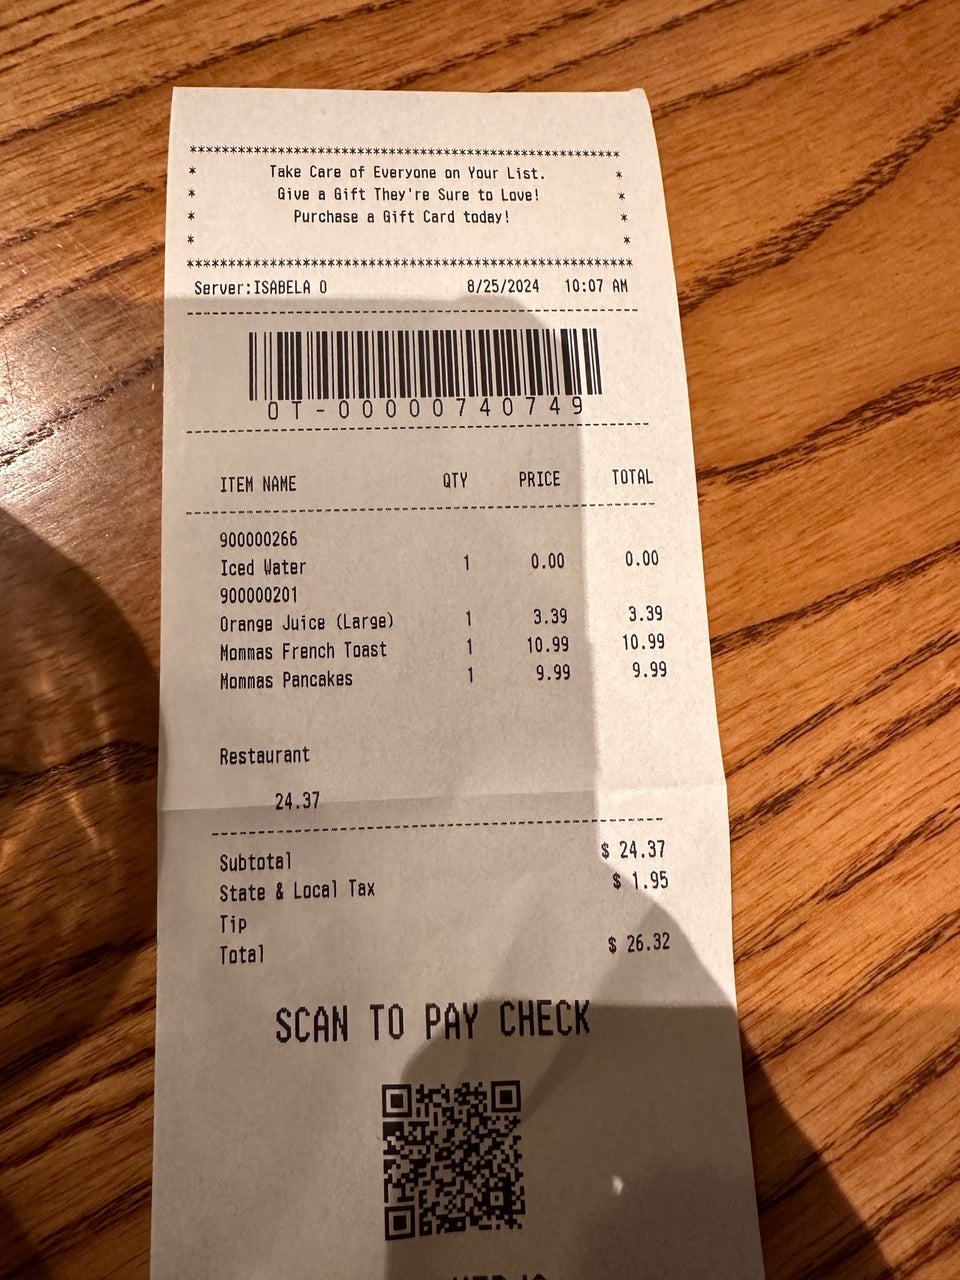 ************************************************
* Take Care of Everyone on Your List. *
* Give a Gift They're Sure to Love! *
* Purchase a Gift Card today! *
* *
************************************************
Server:ISABELA O 8/25/2024 10:07 AM
OT-00000740749
ITEM NAME QTY PRICE TOTAL
900000266
Iced Water 1 0.00 0.00
900000201
Orange Juice (Large) 1 3.39 3.39
Mommas French Toast 1 10.99 10.99
Mommas Pancakes 1 9.99 9.99
Restaurant
24.37
Subtotal $ 24.37
State & Local Tax $ 1.95
Tip
Total $ 26.32
SCAN TO PAY CHECK